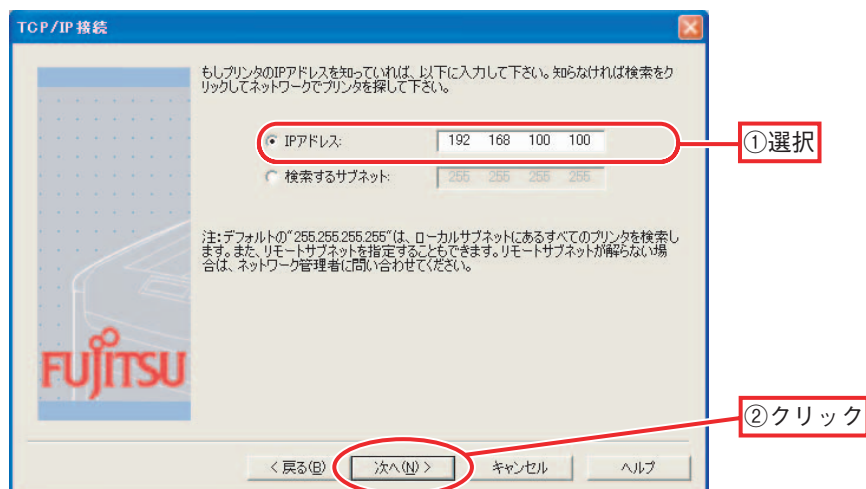 TCP/IP 接続
もしプリンタのIPアドレスを知っていれば、以下に入力して下さい。知らなければ検索をク
リックしてネットワークでプリンタを探して下さい。
IPアドレス: 192 168 100 100
①選択
検索するサブネット: 255 255 255 255
注:デフォルトの"255.255.255.255"は、ローカルサブネットにあるすべてのプリンタを検索し
ます。また、リモートサブネットを指定することもできます。リモートサブネットが解らない場
合は、ネットワーク管理者に問い合わせてください。
FUJITSU
②クリック
< 戻る(B) 次へ(N) > キャンセル ヘルプ